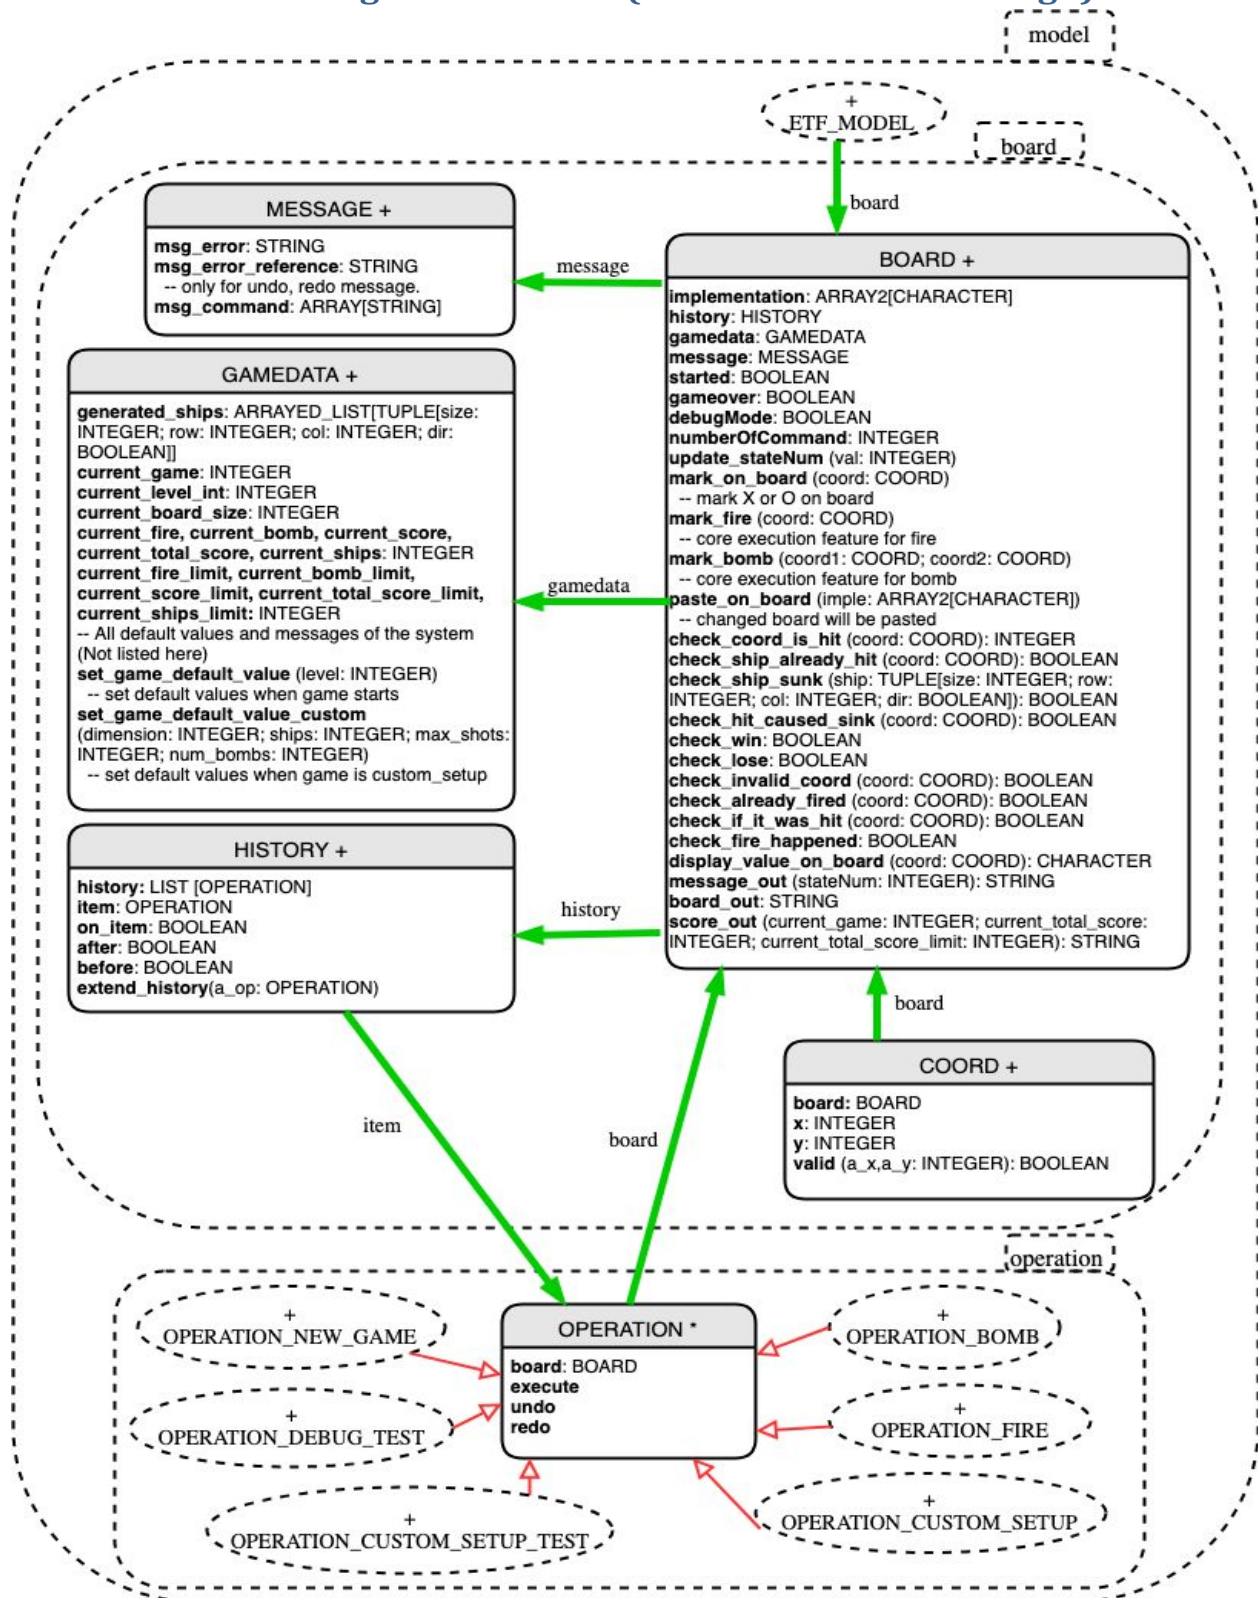 model
+
ETF_MODEL
board
board
MESSAGE +
msg_error: STRING
msg_error_reference: STRING
-- only for undo, redo message.
msg_command: ARRAY[STRING]
message
GAMEDATA +
generated_ships: ARRAYED_LIST[TUPLE[size:
INTEGER; row: INTEGER; col: INTEGER; dir:
BOOLEAN]]
current_game: INTEGER
current_level_int: INTEGER
current_board_size: INTEGER
current_fire, current_bomb, current_score,
current_total_score, current_ships: INTEGER
current_fire_limit, current_bomb_limit,
current_score_limit, current_total_score_limit,
current_ships_limit: INTEGER
-- All default values and messages of the system
(Not listed here)
set_game_default_value (level: INTEGER)
-- set default values when game starts
set_game_default_value_custom
(dimension: INTEGER; ships: INTEGER; max_shots:
INTEGER; num_bombs: INTEGER)
-- set default values when game is custom_setup
gamedata
HISTORY +
history: LIST [OPERATION]
item: OPERATION
on_item: BOOLEAN
after: BOOLEAN
before: BOOLEAN
extend_history(a_op: OPERATION)
history
BOARD +
implementation: ARRAY2[CHARACTER]
history: HISTORY
gamedata: GAMEDATA
message: MESSAGE
started: BOOLEAN
gameover: BOOLEAN
debugMode: BOOLEAN
numberOfCommand: INTEGER
update_stateNum (val: INTEGER)
mark_on_board (coord: COORD)
-- mark X or O on board
mark_fire (coord: COORD)
-- core execution feature for fire
mark_bomb (coord1: COORD; coord2: COORD)
-- core execution feature for bomb
paste_on_board (imple: ARRAY2[CHARACTER])
-- changed board will be pasted
check_coord_is_hit (coord: COORD): INTEGER
check_ship_already_hit (coord: COORD): BOOLEAN
check_ship_sunk (ship: TUPLE[size: INTEGER; row:
INTEGER; col: INTEGER; dir: BOOLEAN]): BOOLEAN
check_hit_caused_sink (coord: COORD): BOOLEAN
check_win: BOOLEAN
check_lose: BOOLEAN
check_invalid_coord (coord: COORD): BOOLEAN
check_already_fired (coord: COORD): BOOLEAN
check_if_it_was_hit (coord: COORD): BOOLEAN
check_fire_happened: BOOLEAN
display_value_on_board (coord: COORD): CHARACTER
message_out (stateNum: INTEGER): STRING
board_out: STRING
score_out (current_game: INTEGER; current_total_score:
INTEGER; current_total_score_limit: INTEGER): STRING
board
COORD +
board: BOARD
x: INTEGER
y: INTEGER
valid (a_x,a_y: INTEGER): BOOLEAN
item
board
operation
+
OPERATION_NEW_GAME
+
OPERATION_DEBUG_TEST
+
OPERATION_CUSTOM_SETUP_TEST
OPERATION *
board: BOARD
execute
undo
redo
+
OPERATION_BOMB
+
OPERATION_FIRE
+
OPERATION_CUSTOM_SETUP